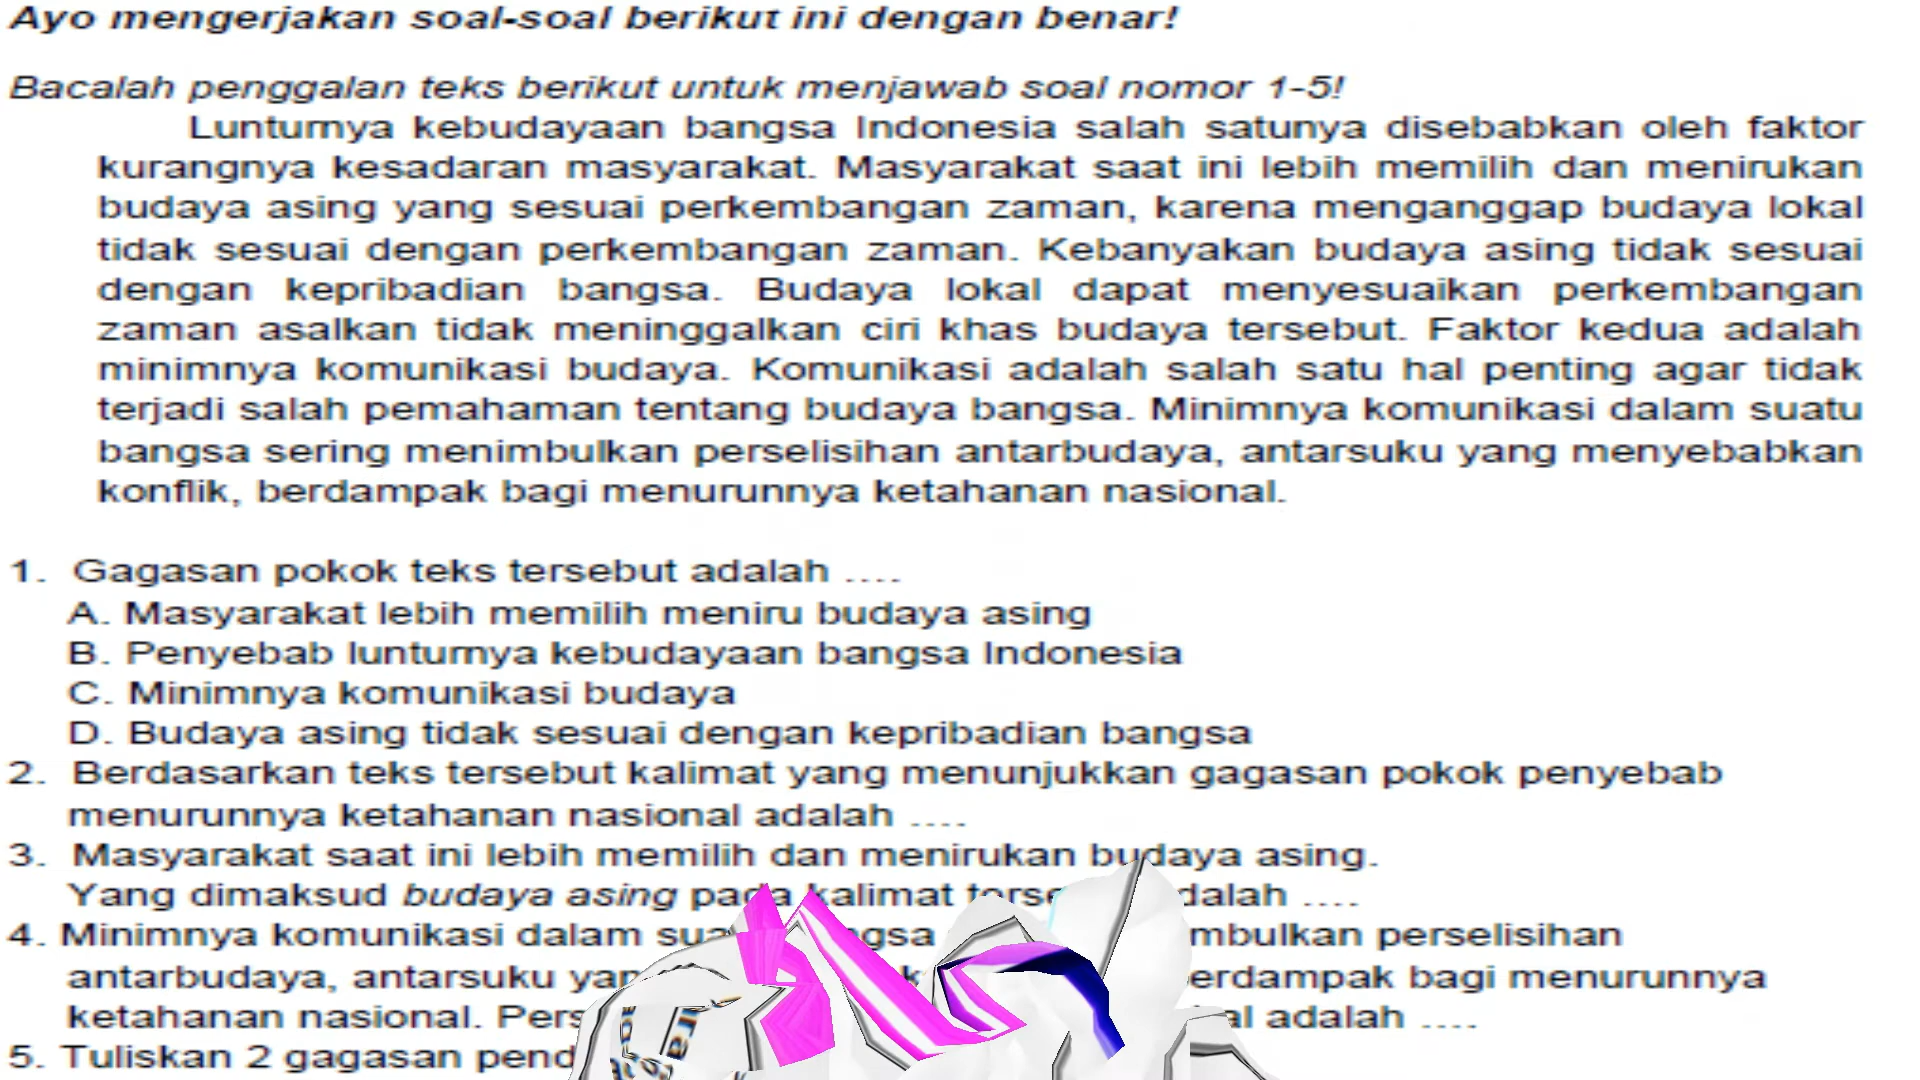 Ayo mengerjakan soal-soal berikut ini dengan benar!
Bacalah penggalan teks berikut untuk menjawab soal nomor 1-5!
Lunturnya kebudayaan bangsa Indonesia salah satunya disebabkan oleh faktor
kurangnya kesadaran masyarakat. Masyarakat saat ini lebih memilih dan menirukan
budaya asing yang sesuai perkembangan zaman, karena menganggap budaya lokal
tidak sesuai dengan perkembangan zaman. Kebanyakan budaya asing tidak sesuai
dengan kepribadian bangsa. Budaya lokal dapat menyesuaikan perkembangan
zaman asalkan tidak meninggalkan ciri khas budaya tersebut. Faktor kedua adalah
minimnya komunikasi budaya. Komunikasi adalah salah satu hal penting agar tidak
terjadi salah pemahaman tentang budaya bangsa. Minimnya komunikasi dalam suatu
bangsa sering menimbulkan perselisihan antarbudaya, antarsuku yang menyebabkan
konflik, berdampak bagi menurunnya ketahanan nasional.
1. Gagasan pokok teks tersebut adalah ....
A. Masyarakat lebih memilih meniru budaya asing
B. Penyebab lunturnya kebudayaan bangsa Indonesia
C. Minimnya komunikasi budaya
D. Budaya asing tidak sesuai dengan kepribadian bangsa
2. Berdasarkan teks tersebut kalimat yang menunjukkan gagasan pokok penyebab
menurunnya ketahanan nasional adalah ....
3. Masyarakat saat ini lebih memilih dan menirukan budaya asing.
Yang dimaksud budaya asing pada kalimat adalah ....
4. Minimnya komunikasi dalam perselisihan
antarbudaya, antarsuku berdampak bagi menurunnya
ketahanan nasional. adalah ....
5. Tuliskan 2 gagasan